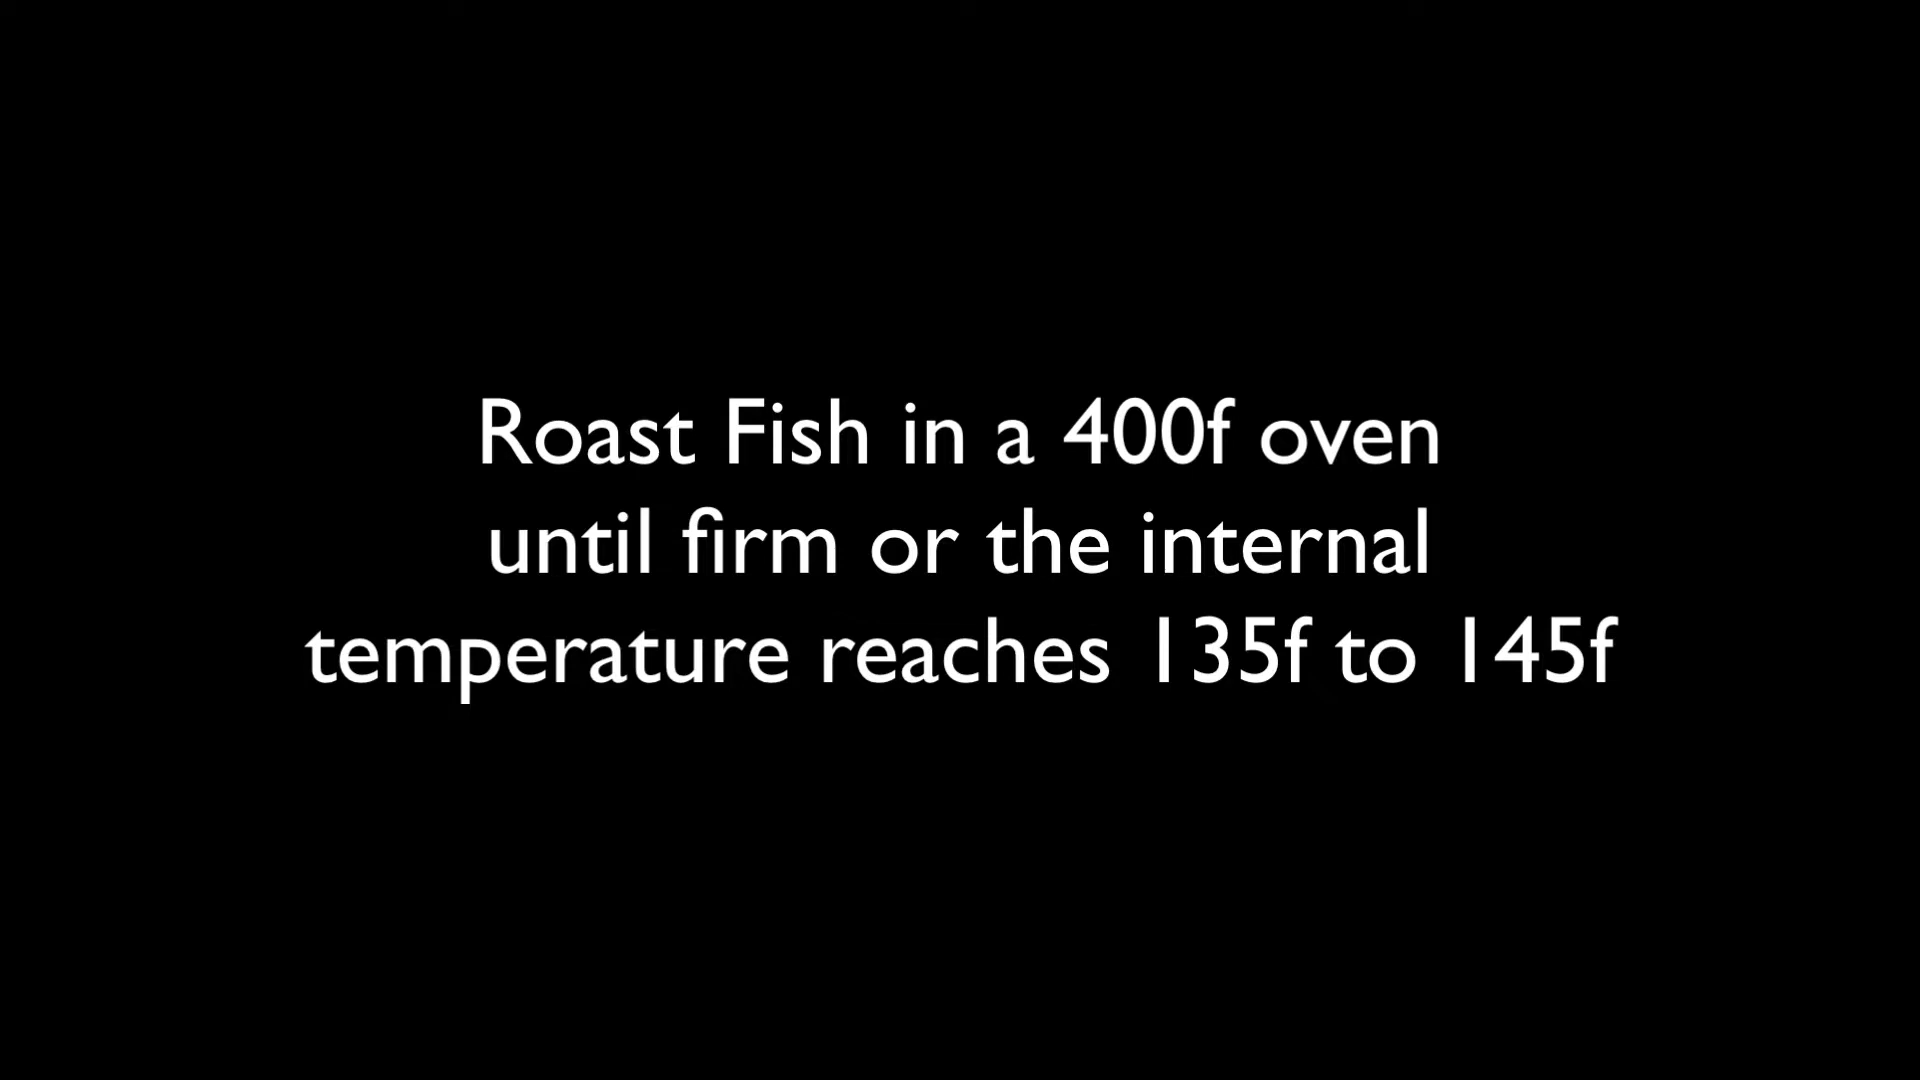 Roast Fish in a 400f oven
until firm or the internal
temperature reaches 135f to 145f